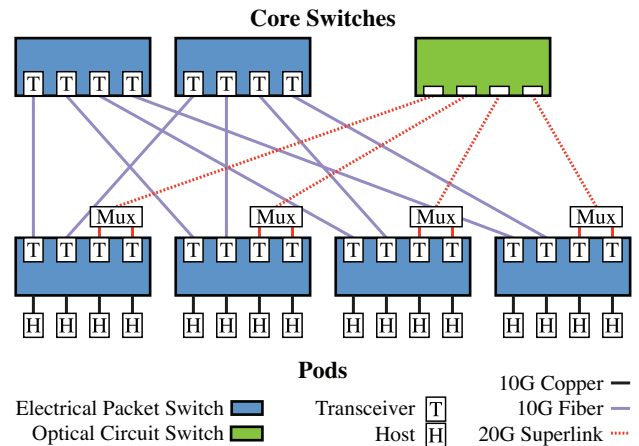 Core Switches
T T T T T T T T
Mux Mux Mux Mux
T T T T T T T T T T T T T T T T
H H H H H H H H H H H H H H H H
Pods
10G Copper
Electrical Packet Switch Transceiver T 10G Fiber
Optical Circuit Switch Host H 20G Superlink